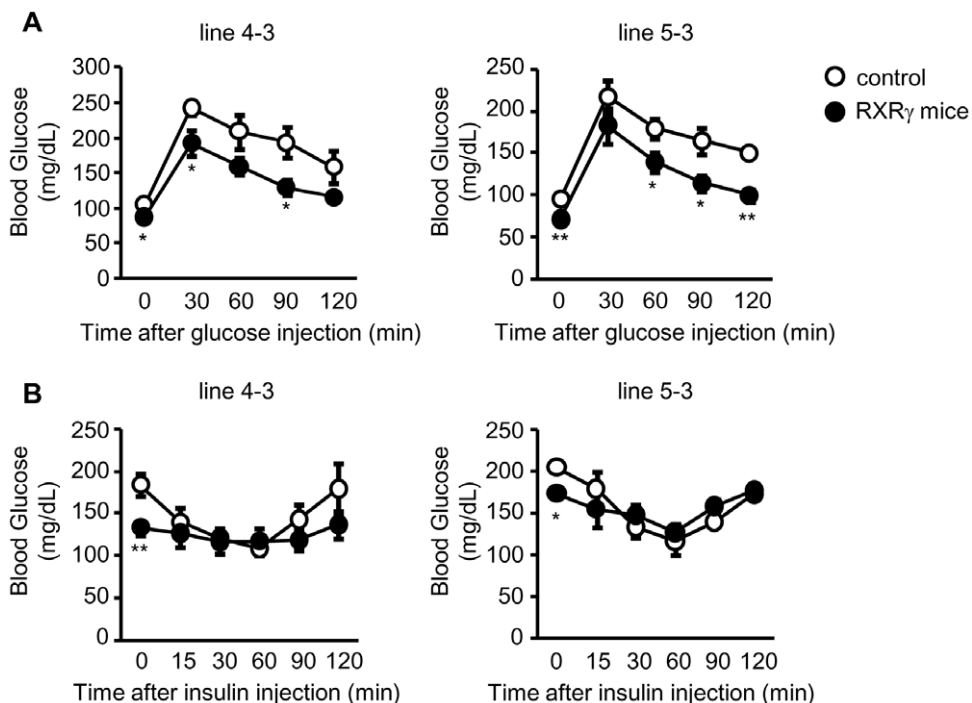 A
line 4-3
300
250
200
150
100
50
0
Blood Glucose
(mg/dL)
*
*
*
0 30 60 90 120
Time after glucose injection (min)
line 5-3
250
200
150
100
50
0
Blood Glucose
(mg/dL)
**
*
*
**
0 30 60 90 120
Time after glucose injection (min)
control
RXRγ mice
B
line 4-3
250
200
150
100
50
0
Blood Glucose
(mg/dL)
**
0 15 30 60 90 120
Time after insulin injection (min)
line 5-3
250
200
150
100
50
0
Blood Glucose
(mg/dL)
*
0 15 30 60 90 120
Time after insulin injection (min)